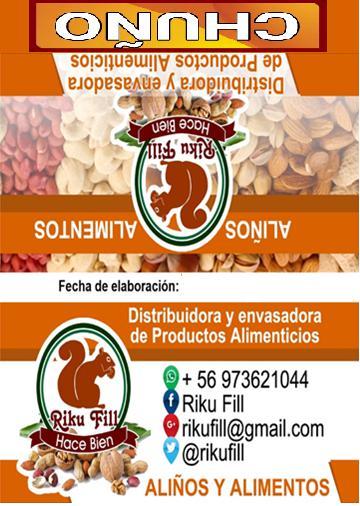 CHUÑO
Distribuidora y envasadora
de Productos Alimenticios
Riku Fill
Hace Bien
ALIÑOS
ALIMENTOS
Fecha de elaboración:
Distribuidora y envasadora
de Productos Alimenticios
Riku Fill
Hace Bien
+ 56 973621044
Riku Fill
rikufill@gmail.com
@rikufill
ALIÑOS Y ALIMENTOS